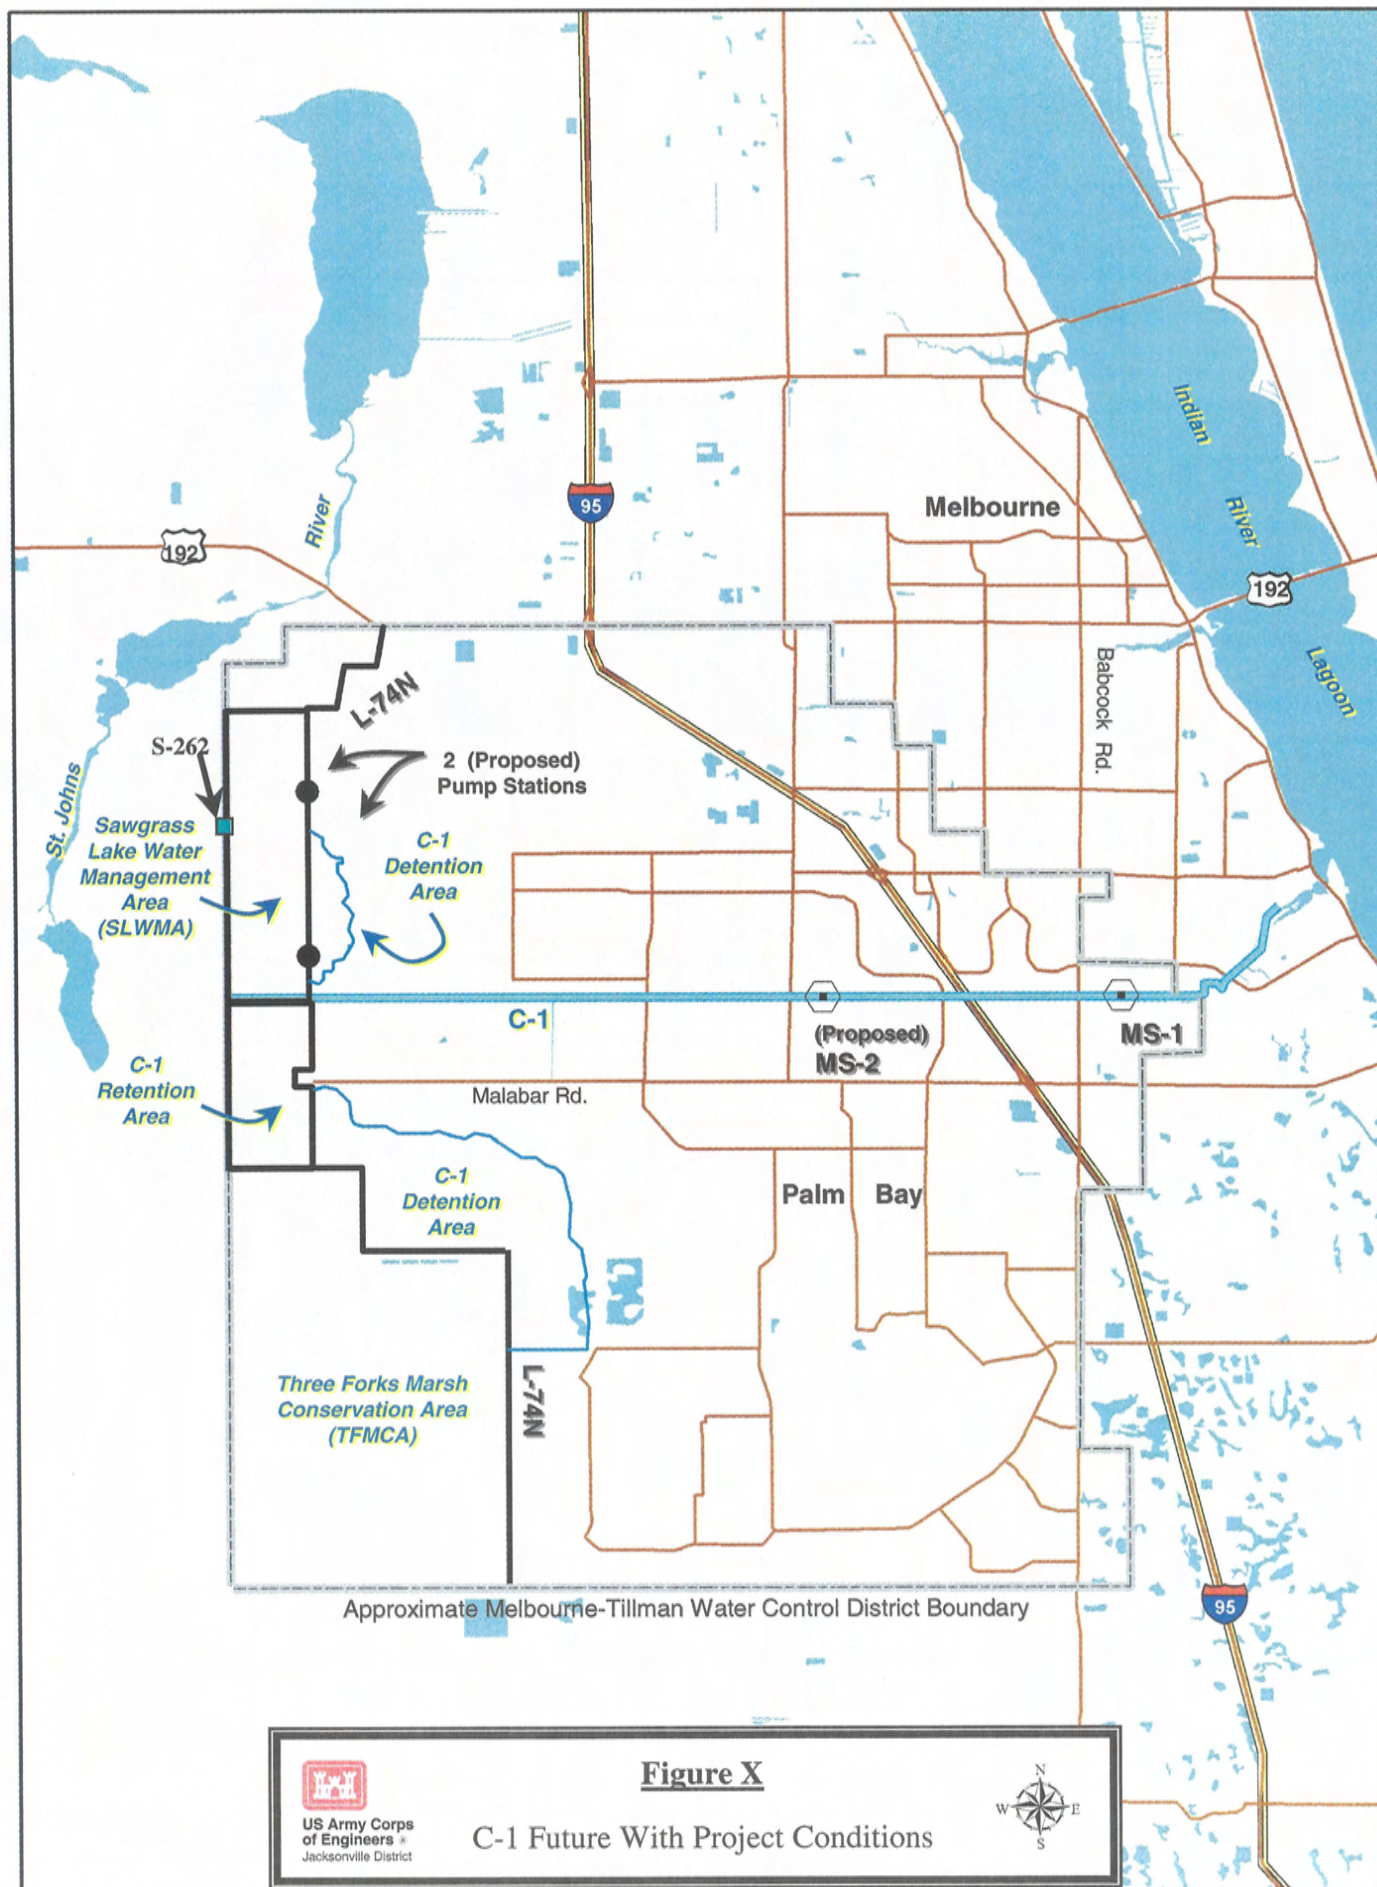 Indian
River
Lagoon
95
Melbourne
River
192
192
Babcock Rd.
L-74N
S-262
2 (Proposed)
Pump Stations
St. Johns
Sawgrass
Lake Water
Management
Area
(SLWMA)
C-1
Detention
Area
C-1
(Proposed)
MS-2
MS-1
C-1
Retention
Area
Malabar Rd.
C-1
Detention
Area
Palm Bay
Three Forks Marsh
Conservation Area
(TFMCA)
L-74N
95
Approximate Melbourne-Tillman Water Control District Boundary
Figure X
C-1 Future With Project Conditions
US Army Corps
of Engineers ®
Jacksonville District
N
W E
S